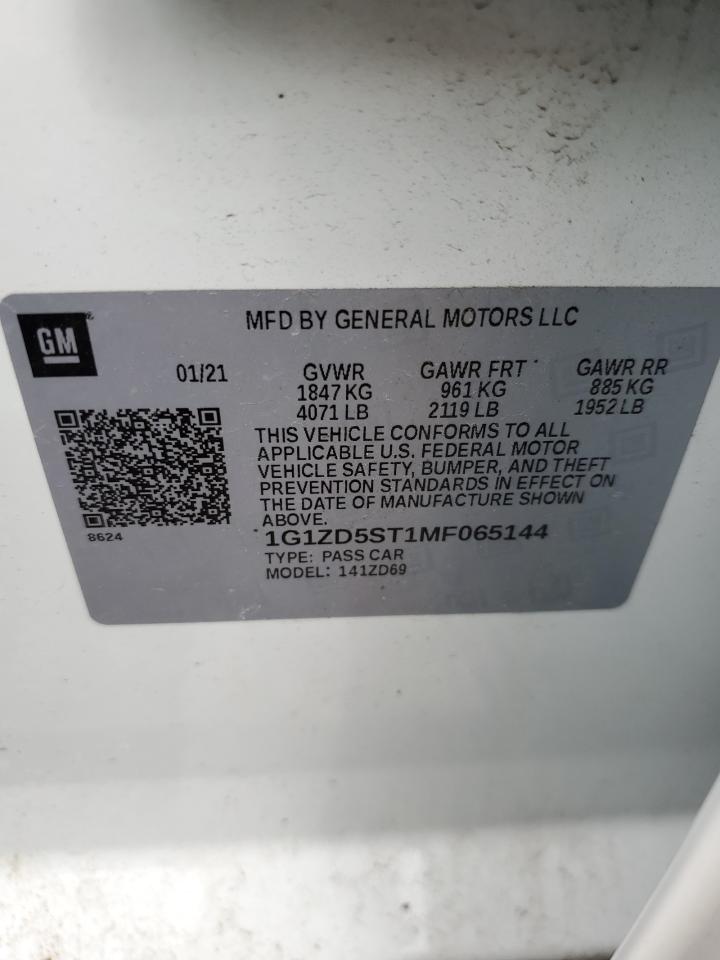 GM
MFD BY GENERAL MOTORS LLC
01/21 GVWR GAWR FRT GAWR RR
1847 KG 961 KG 885 KG
4071 LB 2119 LB 1952 LB
THIS VEHICLE CONFORMS TO ALL
APPLICABLE U.S. FEDERAL MOTOR
VEHICLE SAFETY, BUMPER, AND THEFT
PREVENTION STANDARDS IN EFFECT ON
THE DATE OF MANUFACTURE SHOWN
ABOVE.
8624
1G1ZD5ST1MF065144
TYPE: PASS CAR
MODEL: 141ZD69